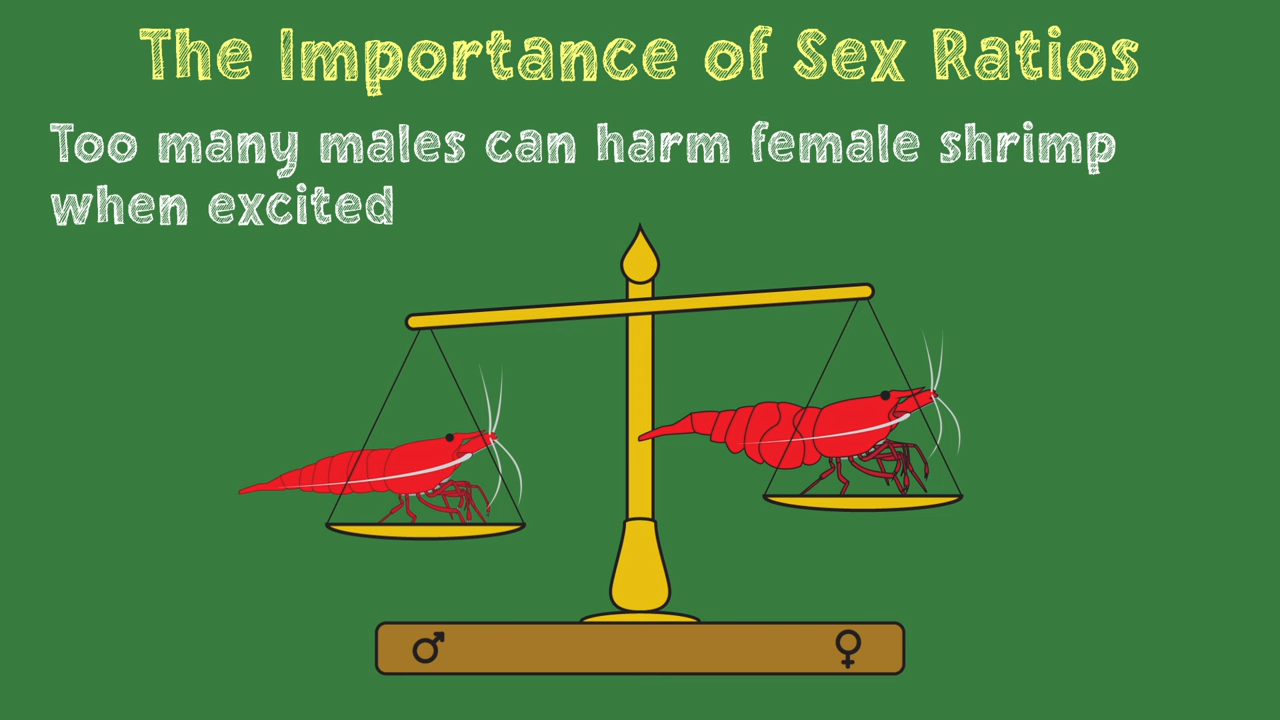 The Importance of Sex Ratios
Too many males can harm female shrimp
when excited
♂ ♀